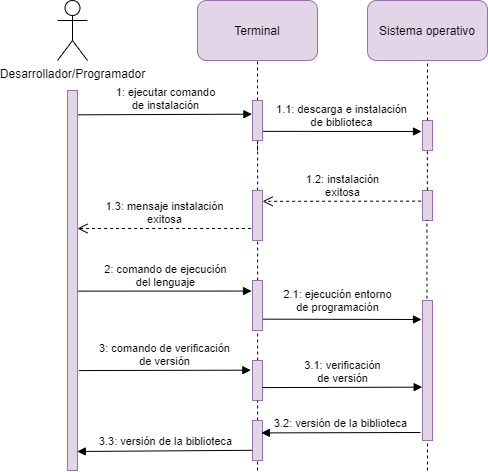 Desarrollador/Programador
Terminal
Sistema operativo
1: ejecutar comando
de instalación
1.1: descarga e instalación
de biblioteca
1.2: instalación
exitosa
1.3: mensaje instalación
exitosa
2: comando de ejecución
del lenguaje
2.1: ejecución entorno
de programación
3: comando de verificación
de versión
3.1: verificación
de versión
3.2: versión de la biblioteca
3.3: versión de la biblioteca